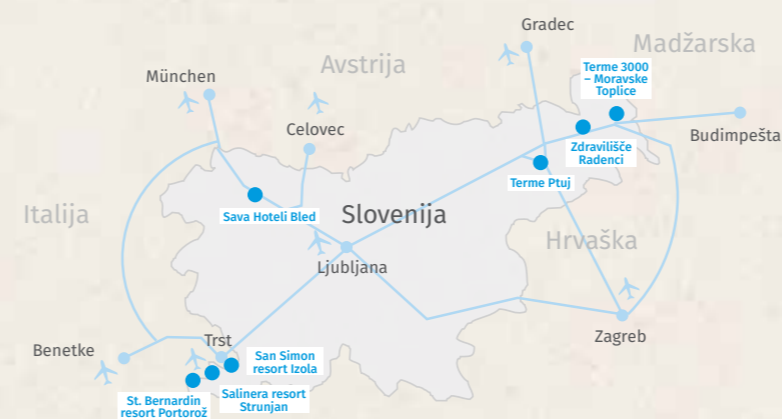 Gradec
Madžarska
Avstrija
Terme 3000
– Moravske
Toplice
München
Celovec
Budimpešta
Zdravilišče
Radenci
Terme Ptuj
Italija
Sava Hoteli Bled
Slovenija
Hrvaška
Ljubljana
Zagreb
Trst
Benetke
San Simon
resort Izola
Salinera resort
Strunjan
St. Bernardin
resort Portorož